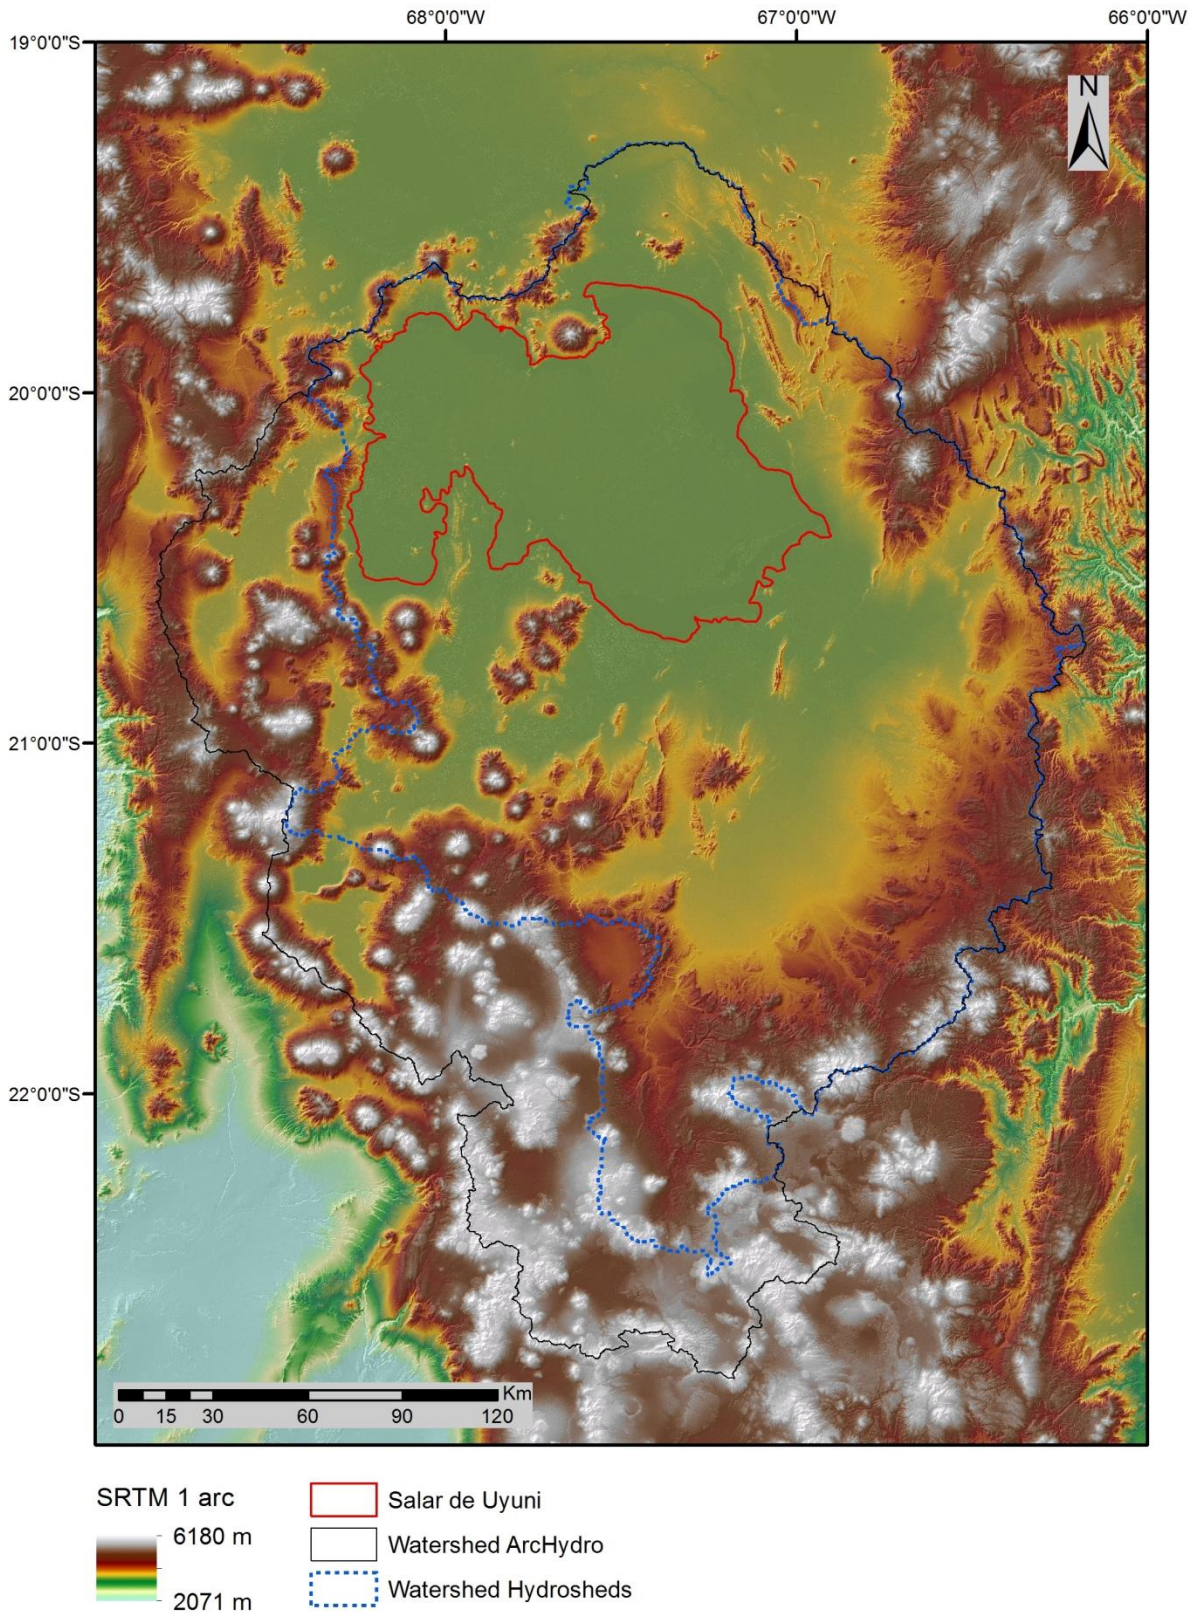 68°0'0"W 67°0'0"W 66°0'0"W
19°0'0"S
N
20°0'0"S
21°0'0"S
22°0'0"S
Km
0 15 30 60 90 120
SRTM 1 arc
6180 m
2071 m
Salar de Uyuni
Watershed ArcHydro
Watershed Hydrosheds